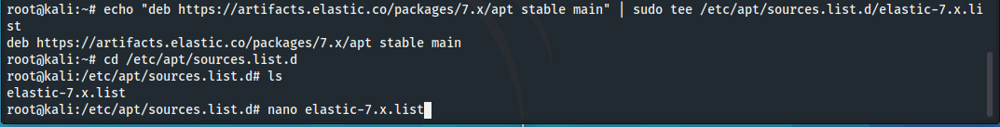 root@kali:~# echo "deb https://artifacts.elastic.co/packages/7.x/apt stable main" | sudo tee /etc/apt/sources.list.d/elastic-7.x.li
st
deb https://artifacts.elastic.co/packages/7.x/apt stable main
root@kali:~# cd /etc/apt/sources.list.d
root@kali:/etc/apt/sources.list.d# ls
elastic-7.x.list
root@kali:/etc/apt/sources.list.d# nano elastic-7.x.list